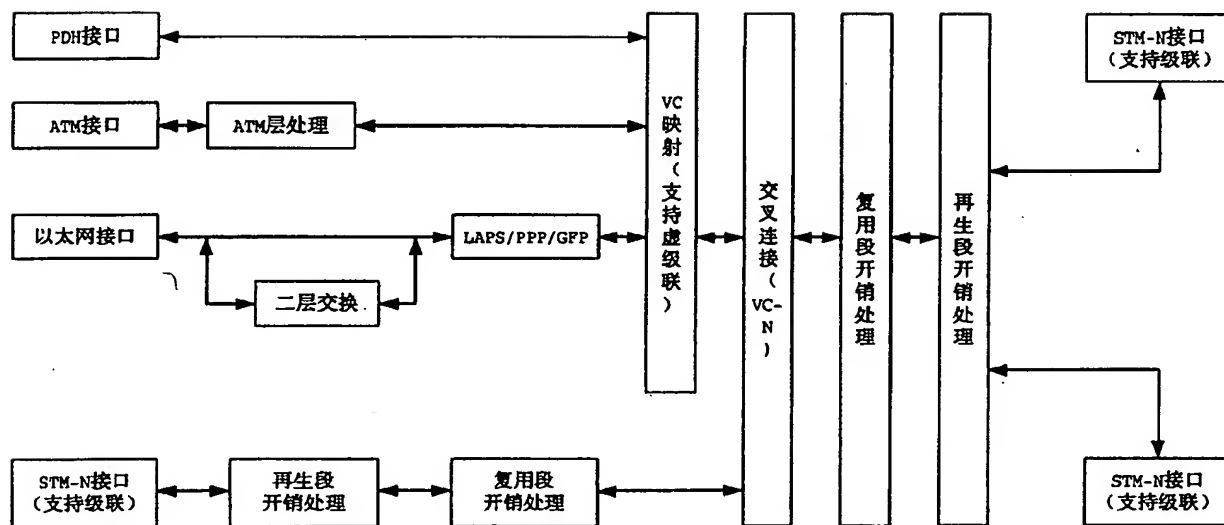 PDH接口
ATM接口
ATM层处理
以太网接口
LAPS/PPP/GFP
二层交换
VC映射(支持虚级联)
交叉连接(VC-N)
复用段开销处理
再生段开销处理
STM-N接口
(支持级联)
STM-N接口
(支持级联)
再生段
开销处理
复用段
开销处理
STM-N接口
(支持级联)